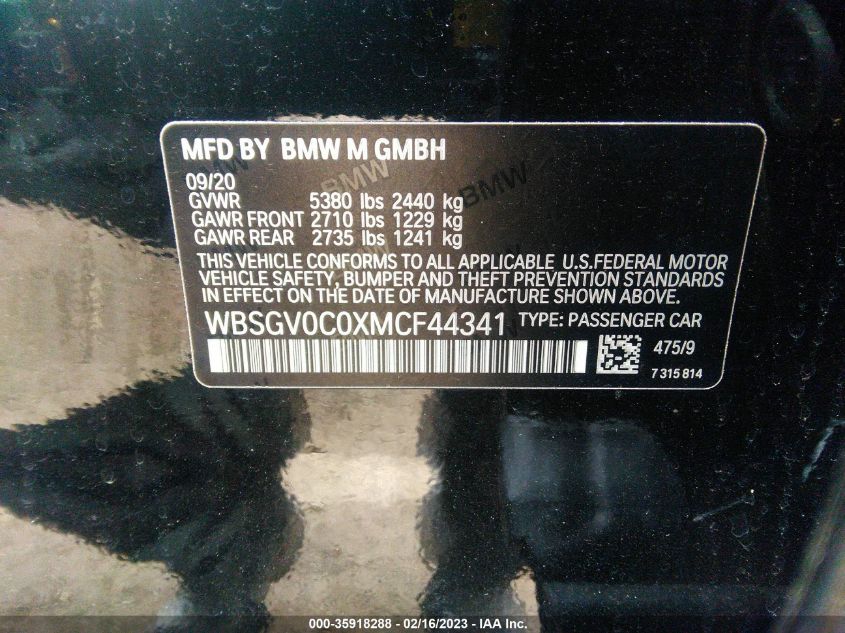 MFD BY BMW M GMBH
09/20
GVWR 5380 lbs 2440 kg
GAWR FRONT 2710 lbs 1229 kg
GAWR REAR 2735 lbs 1241 kg
THIS VEHICLE CONFORMS TO ALL APPLICABLE U.S.FEDERAL MOTOR
VEHICLE SAFETY, BUMPER AND THEFT PREVENTION STANDARDS
IN EFFECT ON THE DATE OF MANUFACTURE SHOWN ABOVE.
WBSGV0C0XMCF44341 TYPE: PASSENGER CAR
475/9
7 315 814
BMW
BMW
000-35918288 - 02/16/2023 - IAA Inc.